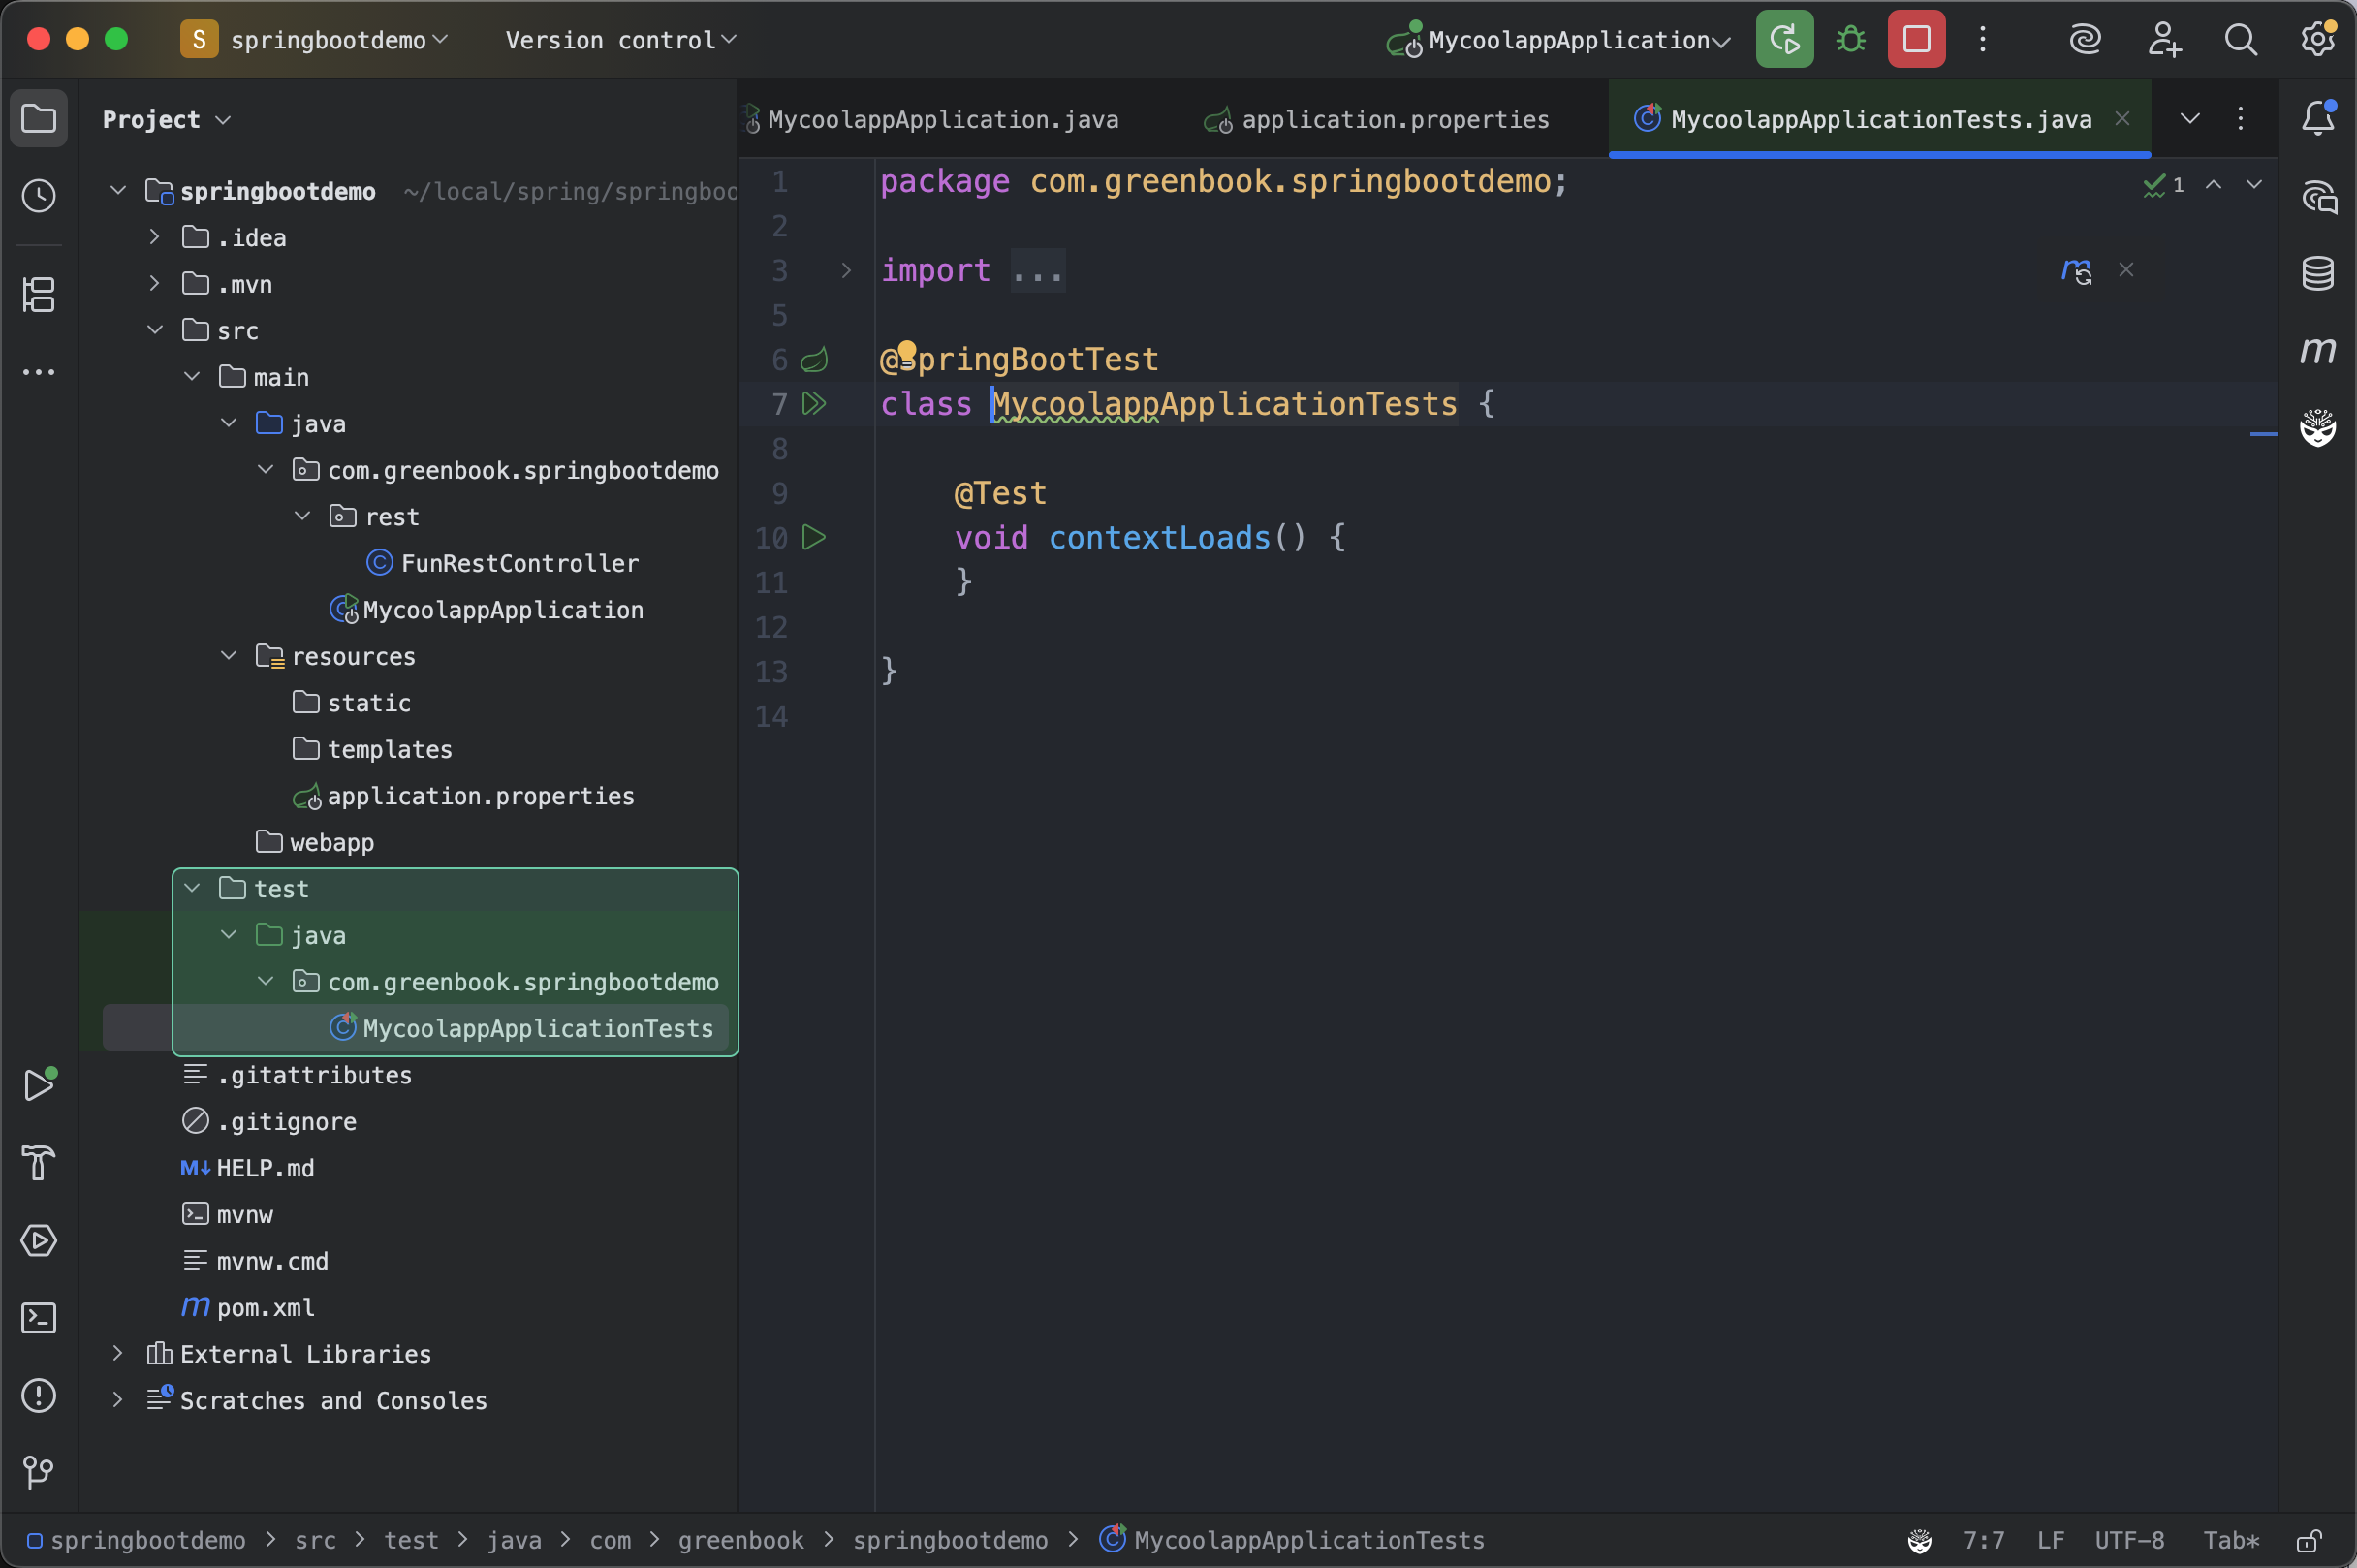 S springbootdemo Version control MycoolappApplication
Project
springbootdemo ~/local/spring/springboo
.idea
.mvn
src
main
java
com.greenbook.springbootdemo
rest
FunRestController
MycoolappApplication
resources
static
templates
application.properties
webapp
test
java
com.greenbook.springbootdemo
MycoolappApplicationTests
.gitattributes
.gitignore
M↓ HELP.md
mvnw
mvnw.cmd
m pom.xml
External Libraries
Scratches and Consoles
MycoolappApplication.java application.properties MycoolappApplicationTests.java
1 package com.greenbook.springbootdemo;
2
3 import ...
5
6 @SpringBootTest
7 class MycoolappApplicationTests {
8
9 @Test
10 void contextLoads() {
11 }
12
13 }
14
1
m
m
springbootdemo > src > test > java > com > greenbook > springbootdemo > MycoolappApplicationTests 7:7 LF UTF-8 Tab*